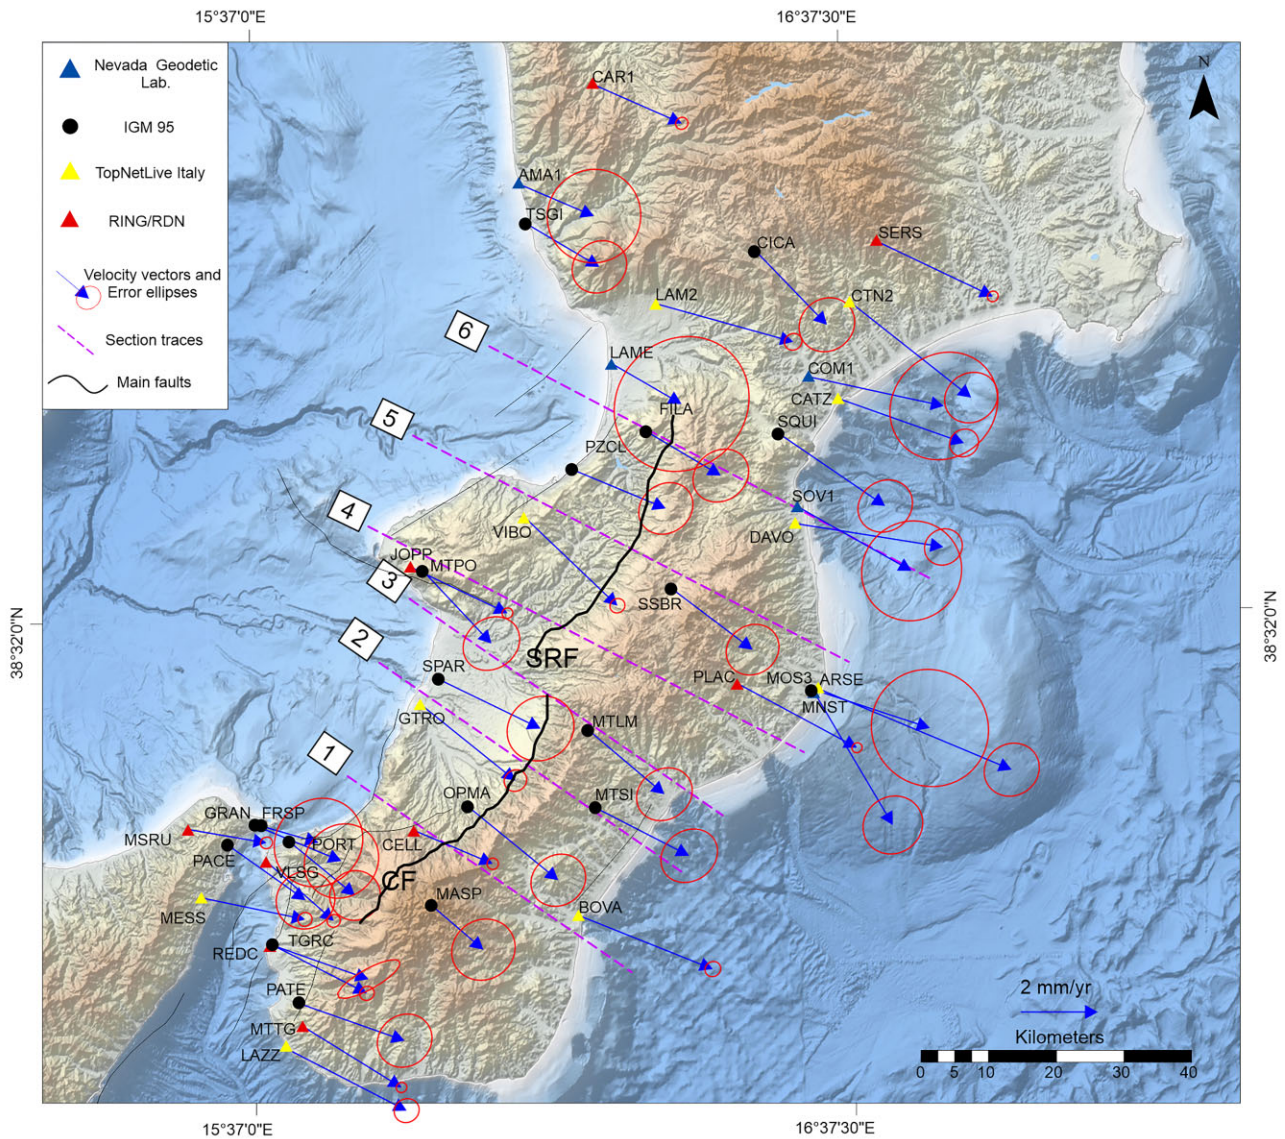 15°37'0"E
16°37'30"E
Nevada Geodetic
Lab.
IGM 95
TopNetLive Italy
RING/RDN
Velocity vectors and
Error ellipses
Section traces
Main faults
N
CAR1
AMA1
TSGI
CICA
SERS
LAM2
CTN2
6
LAME
COM1
CATZ
FILA
5
SQUI
PZCL
4
SOV1
VIBO
DAVO
JOPP
MTPO
3
SSBR
38°32'0"N
38°32'0"N
2
SRF
SPAR
PLAC
MOS3
ARSE
MNST
GTRO
MTLM
1
OPMA
MTSI
GRAN
FRSP
MSRU
PORT
CELL
PACE
VLSG
CF
MASP
MESS
BOVA
TGRC
REDC
PATE
2 mm/yr
MTTG
Kilometers
LAZZ
0 5 10 20 30 40
15°37'0"E
16°37'30"E